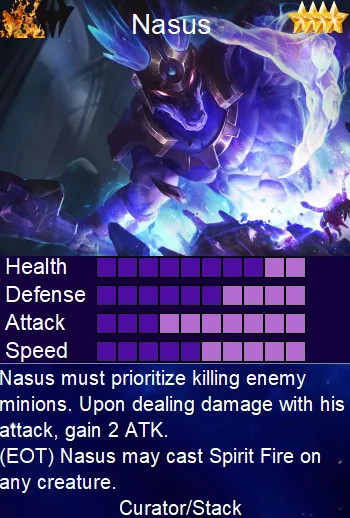 Nasus
Health
Defense
Attack
Speed
Nasus must prioritize killing enemy
minions. Upon dealing damage with his
attack, gain 2 ATK.
(EOT) Nasus may cast Spirit Fire on
any creature.
Curator/Stack